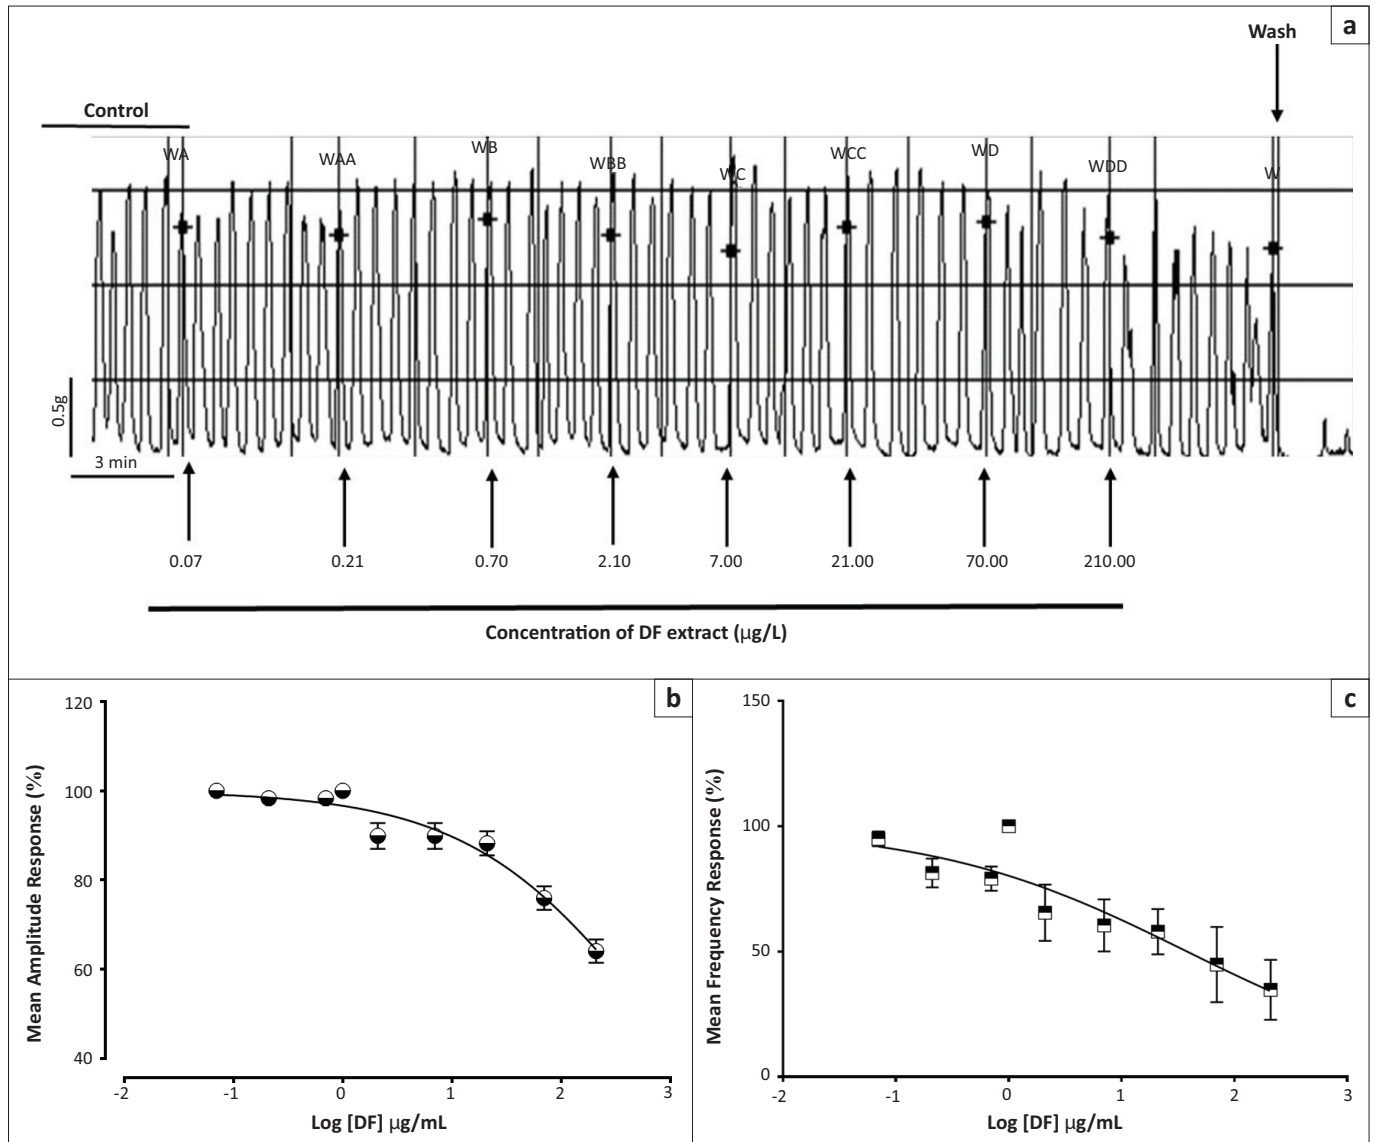 a
Wash
Control
WA
WAA
WB
WBB
WC
WCC
WD
WDD
W
0.5g
3 min
0.07
0.21
0.70
2.10
7.00
21.00
70.00
210.00
Concentration of DF extract (µg/L)
b
120
100
80
60
40
Mean Amplitude Response (%)
-2
-1
0
1
2
3
Log [DF] µg/mL
c
150
100
50
0
Mean Frequency Response (%)
-2
-1
0
1
2
3
Log [DF] µg/mL